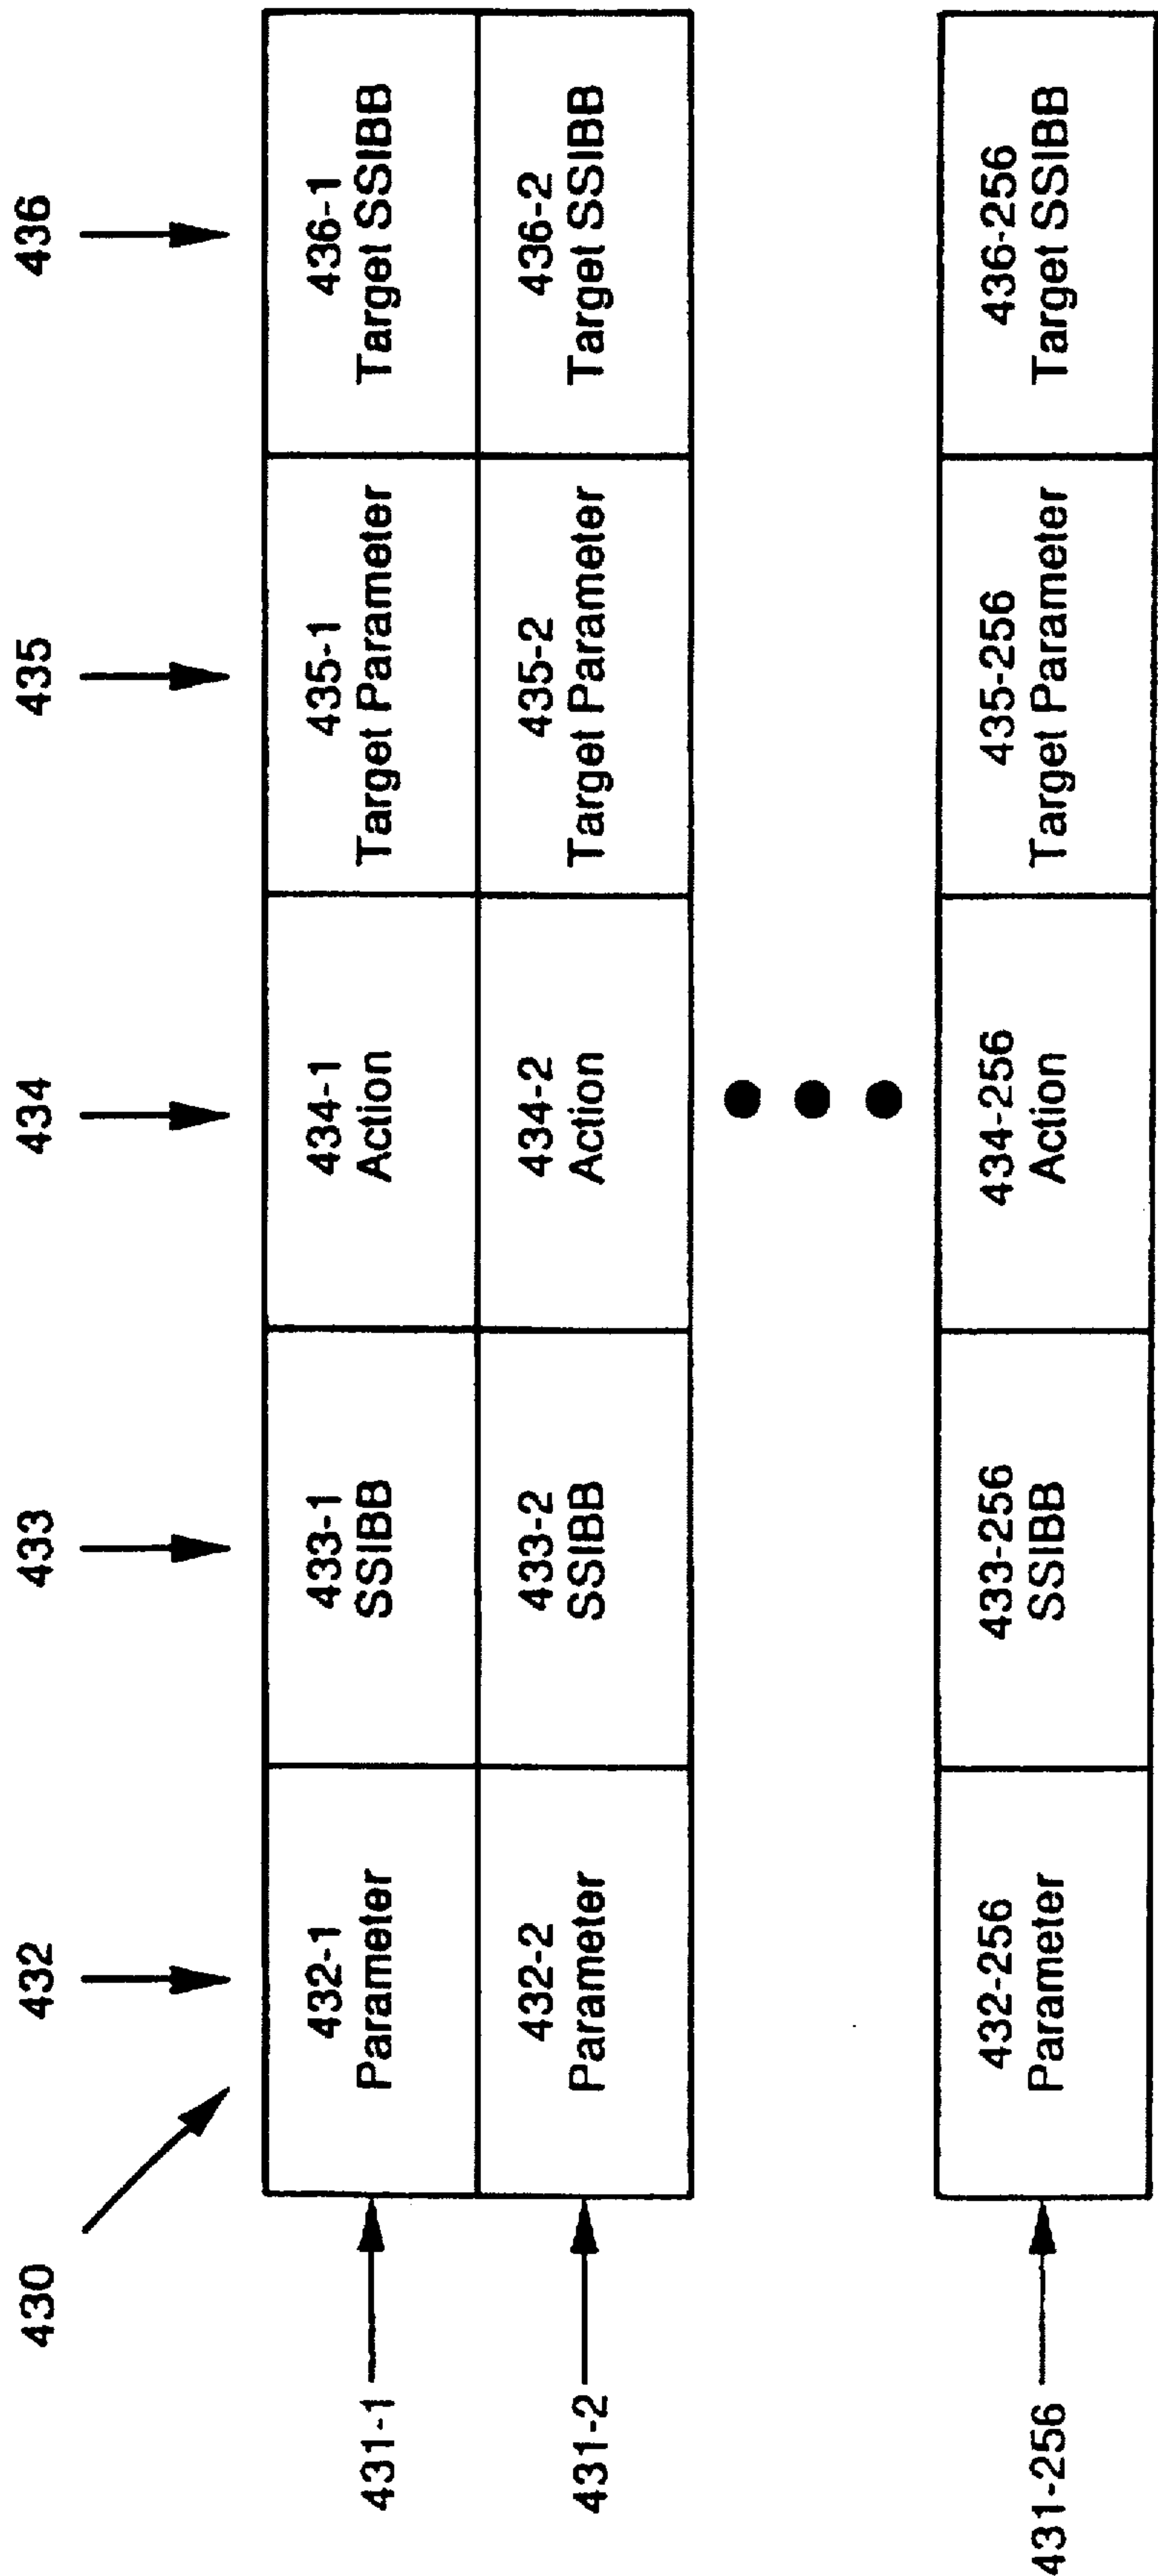 430
432
433
434
435
436
431-1
432-1
Parameter
433-1
SSIBB
434-1
Action
435-1
Target Parameter
436-1
Target SSIBB
431-2
432-2
Parameter
433-2
SSIBB
434-2
Action
435-2
Target Parameter
436-2
Target SSIBB
431-256
432-256
Parameter
433-256
SSIBB
434-256
Action
435-256
Target Parameter
436-256
Target SSIBB